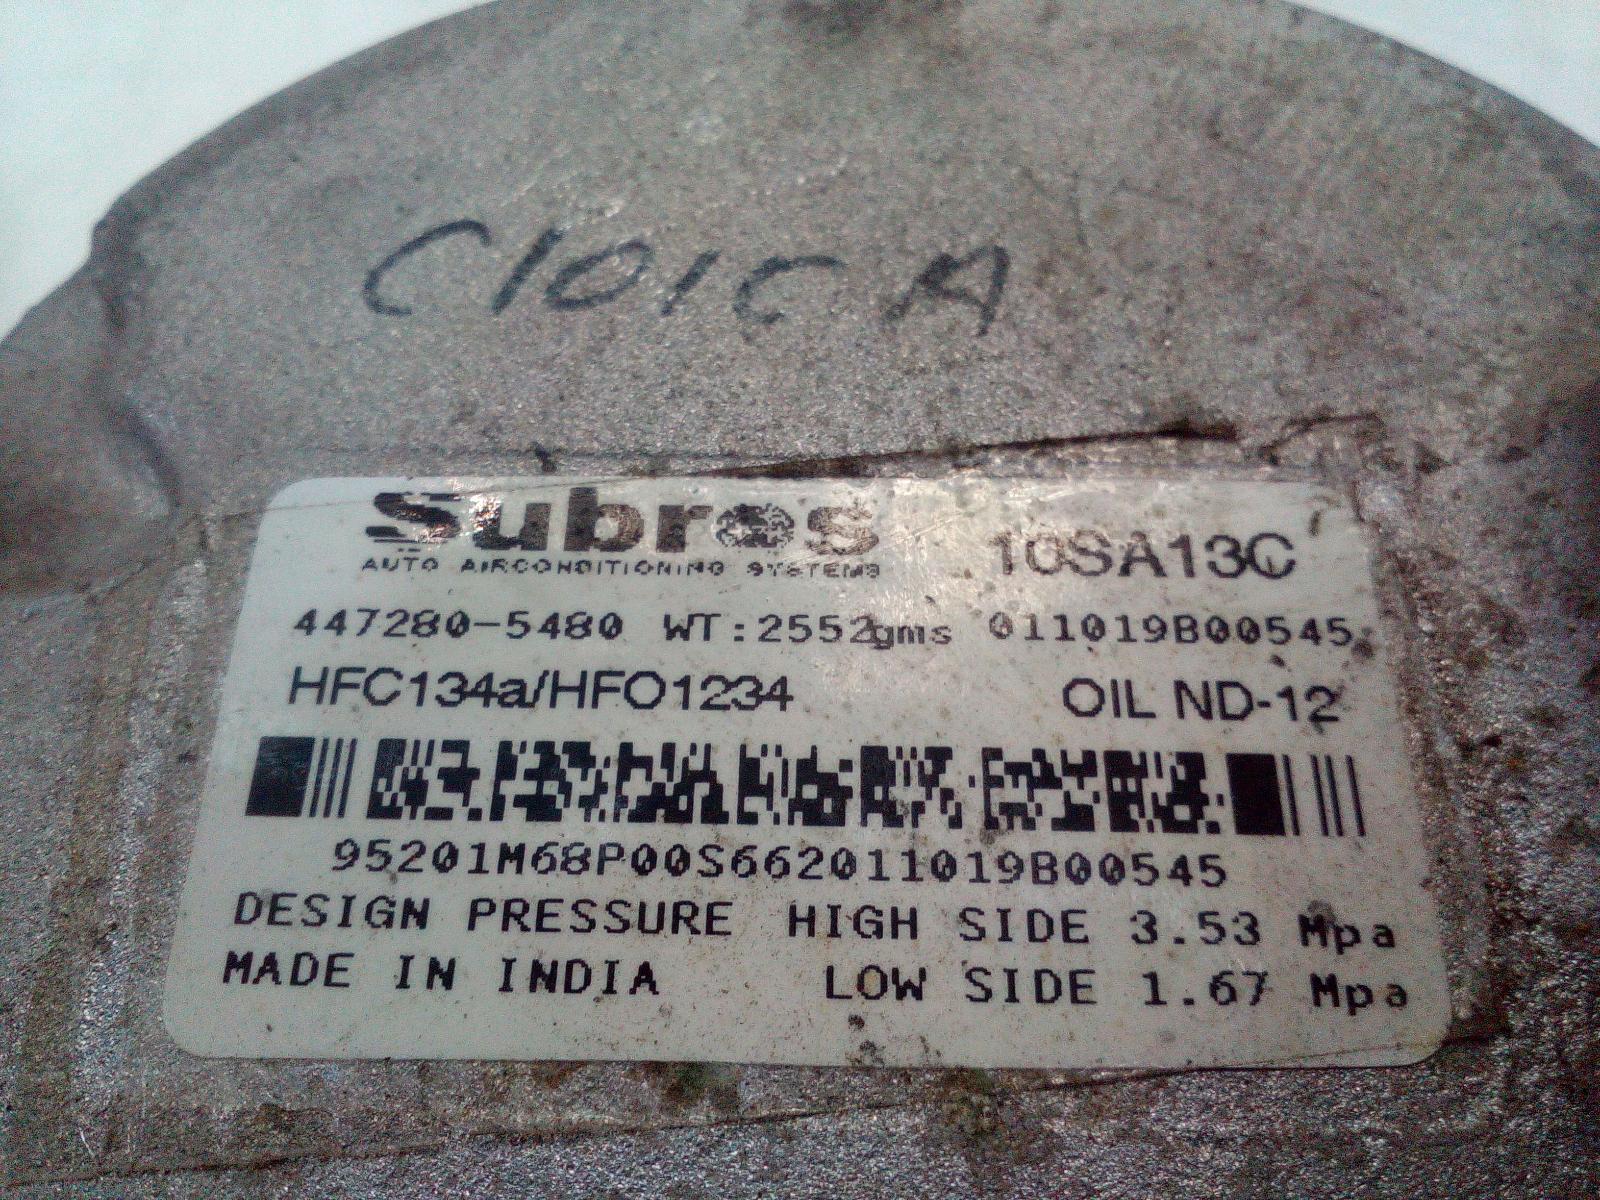 C101CA
Subros
AUTO AIRCONDITIONING SYSTEMS
10SA13C
447280-5480 WT:2552gms 011019B00545
HFC134a/HFO1234 OIL ND-12
95201M68P00S662011019B00545
DESIGN PRESSURE HIGH SIDE 3.53 Mpa
MADE IN INDIA LOW SIDE 1.67 Mpa